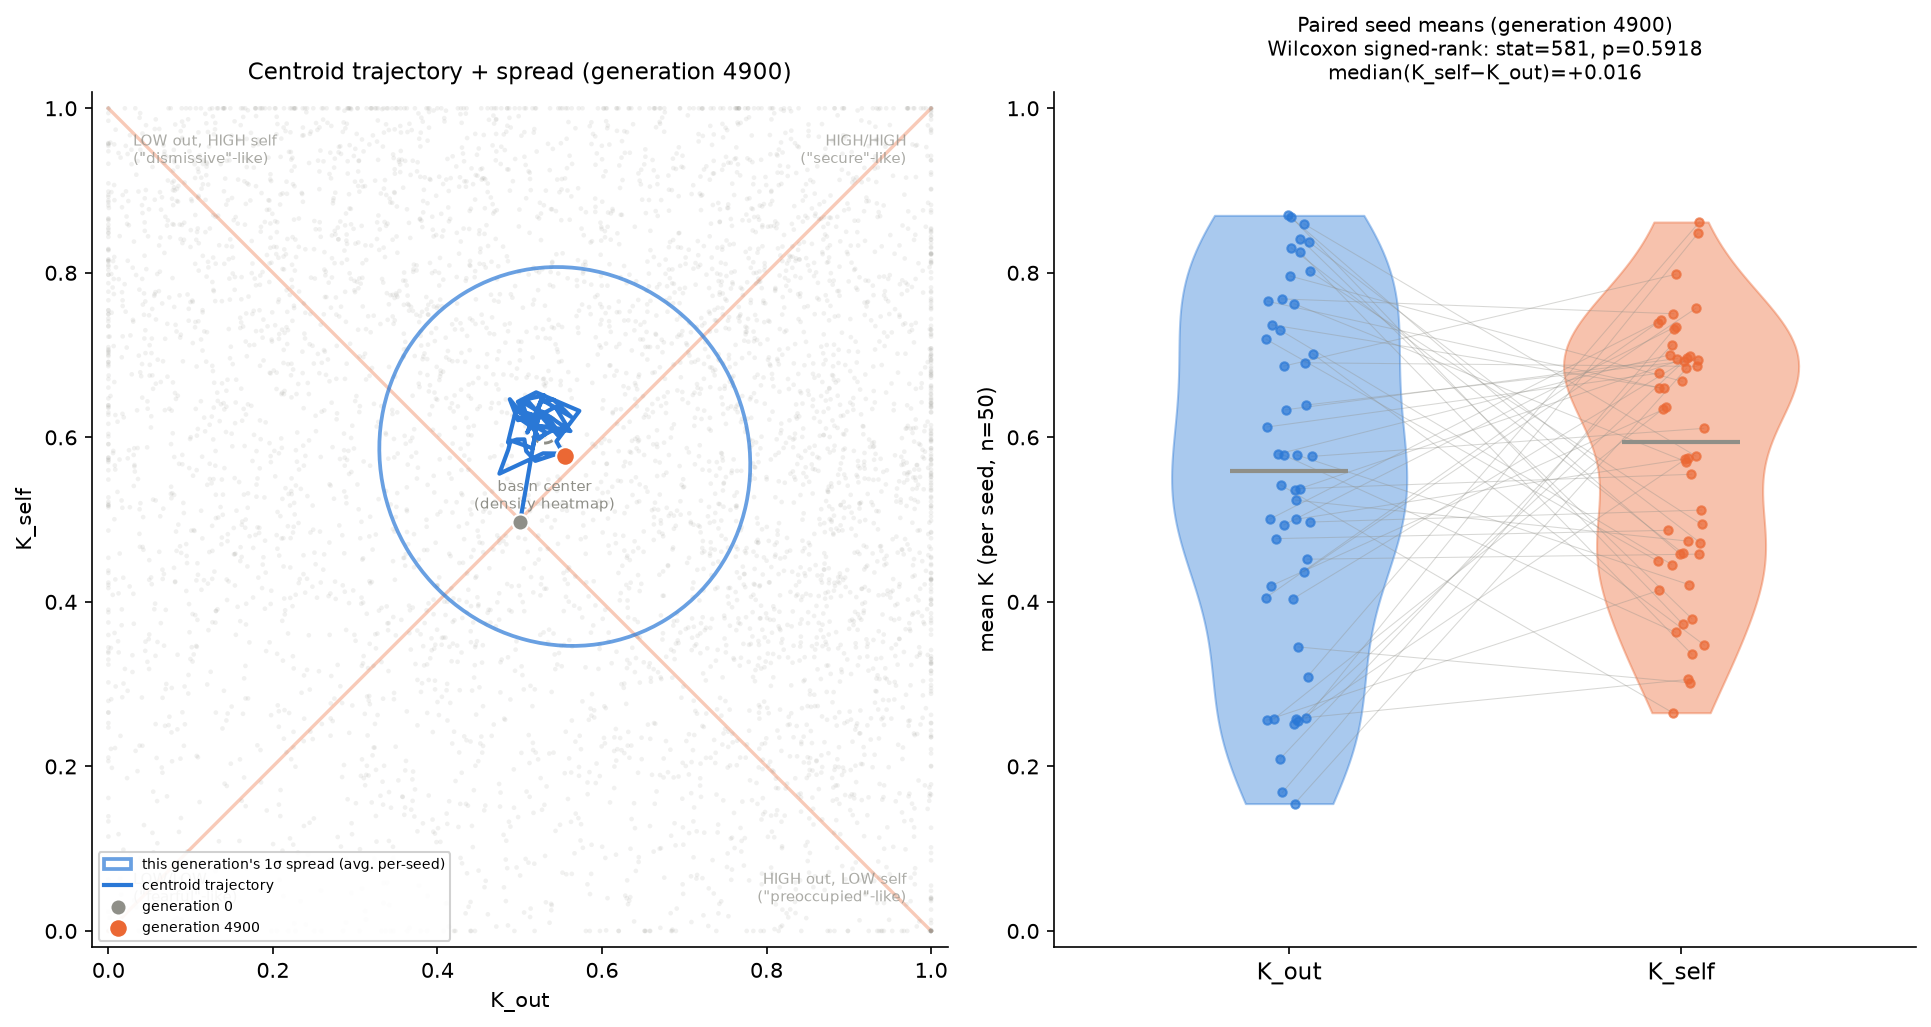 Centroid trajectory + spread (generation 4900)
1.0
0.8
0.6
0.4
0.2
0.0
K_self
LOW out, HIGH self
("dismissive"-like)
HIGH/HIGH
("secure"-like)
basin center
(density heatmap)
HIGH out, LOW self
("preoccupied"-like)
this generation's 1σ spread (avg. per-seed)
centroid trajectory
generation 0
generation 4900
0.0 0.2 0.4 0.6 0.8 1.0
K_out
Paired seed means (generation 4900)
Wilcoxon signed-rank: stat=581, p=0.5918
median(K_self−K_out)=+0.016
1.0
0.8
0.6
0.4
0.2
0.0
mean K (per seed, n=50)
K_out K_self